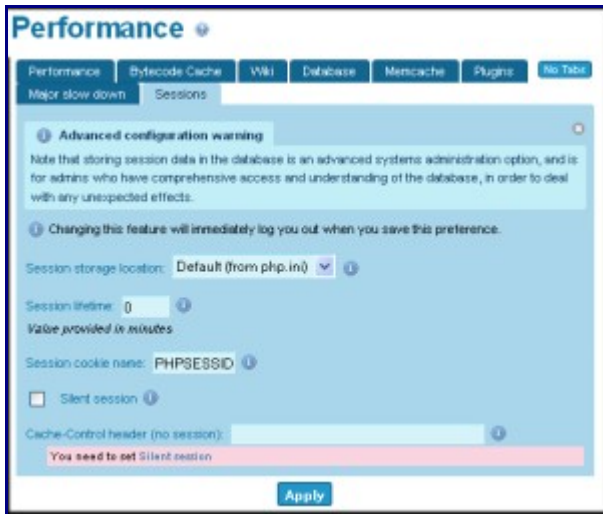 Performance
Performance Bytecode Cache Wiki Database Memcache Plugins No Tabs
Major slow down Sessions
Advanced configuration warning
Note that storing session data in the database is an advanced systems administration option, and is
for admins who have comprehensive access and understanding of the database, in order to deal
with any unexpected effects.
Changing this feature will immediately log you out when you save this preference.
Session storage location: Default (from php.ini)
Session lifetime: 0
Value provided in minutes
Session cookie name: PHPSESSID
Silent session
Cache-Control header (no session):
You need to set Silent session
Apply